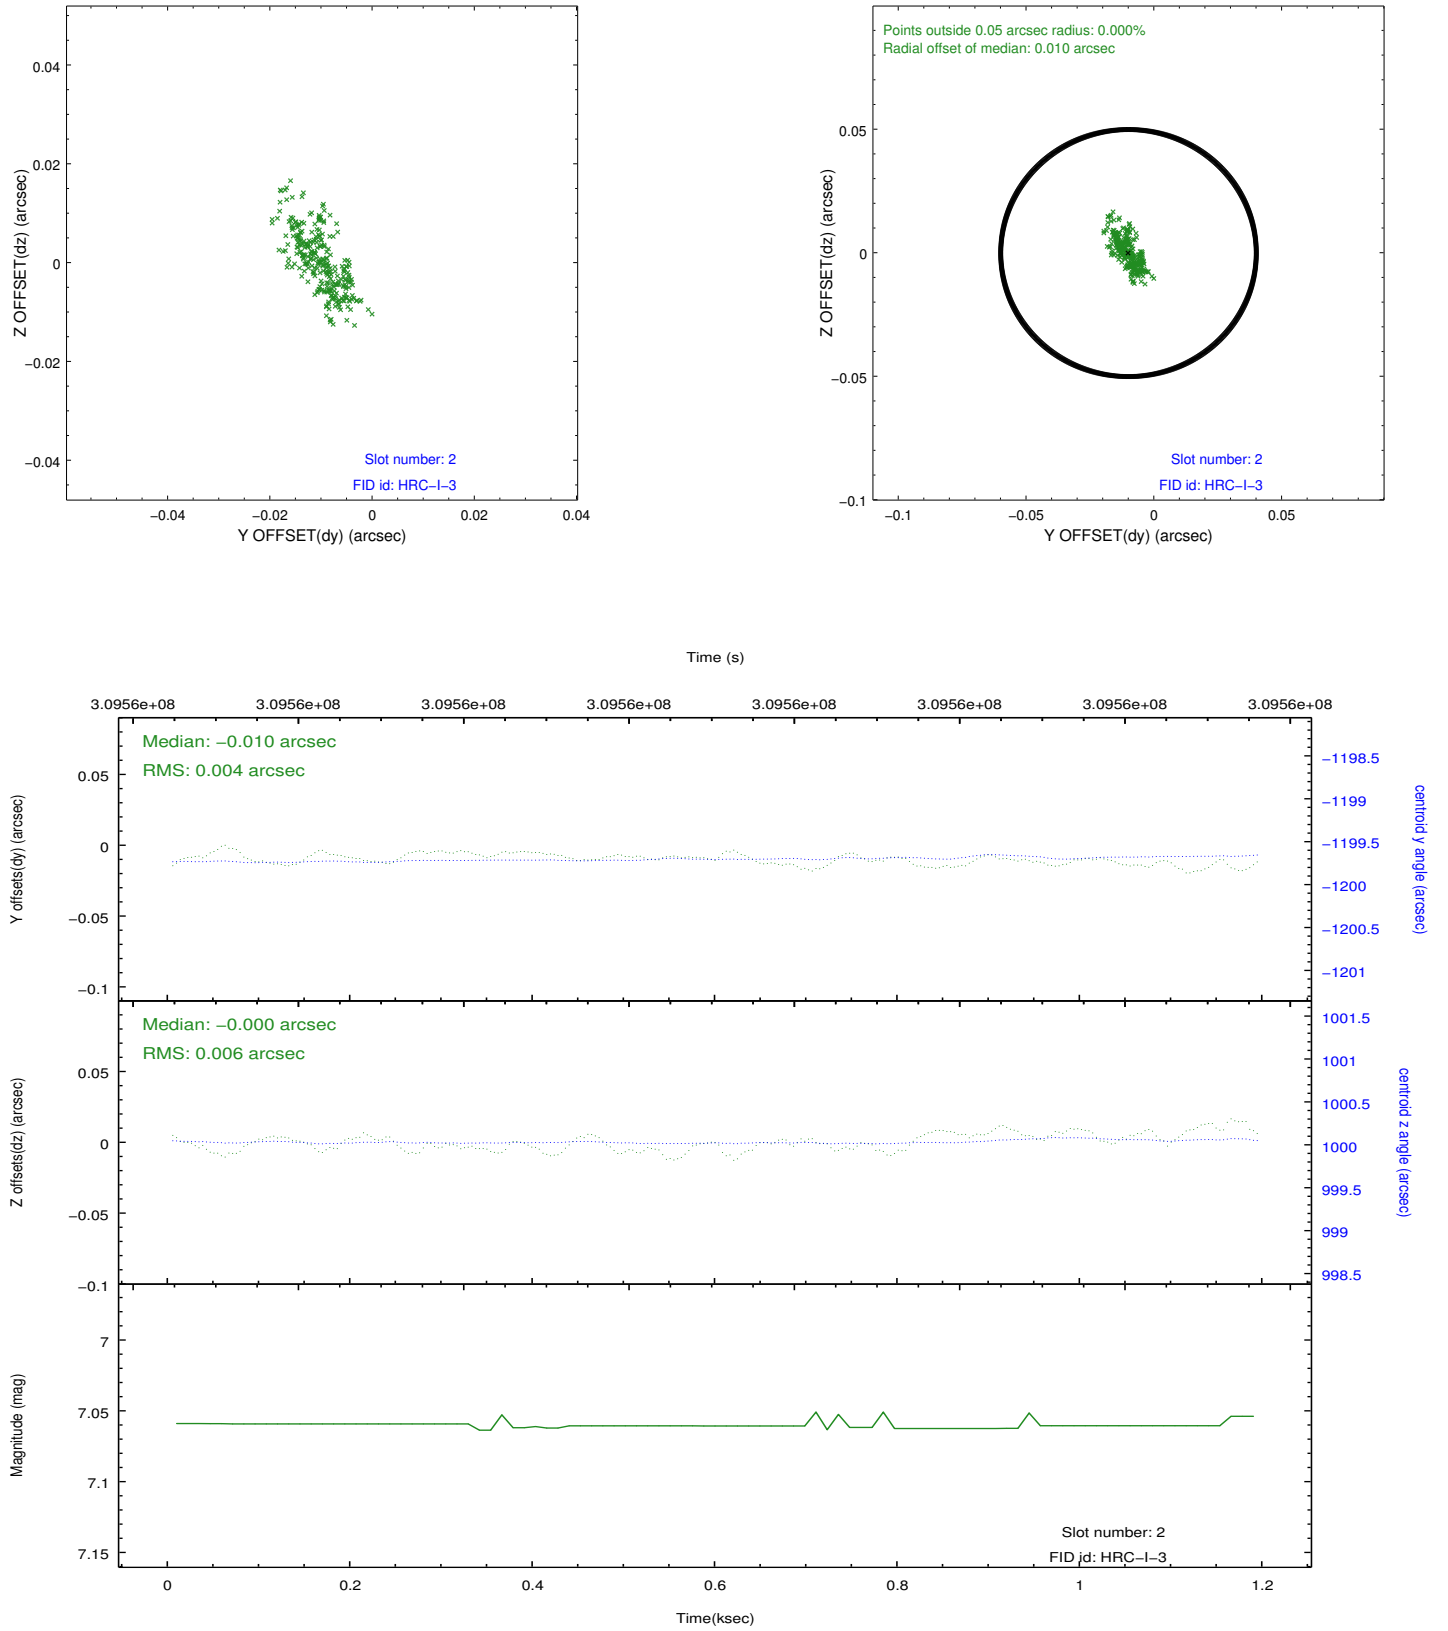 0.04
0.02
0
−0.02
−0.04
Z OFFSET(dz) (arcsec)
Slot number: 2
FID id: HRC−I−3
−0.04
−0.02
0
0.02
0.04
Y OFFSET(dy) (arcsec)
Points outside 0.05 arcsec radius: 0.000%
Radial offset of median: 0.010 arcsec
0.05
0
−0.05
−0.1
Z OFFSET(dz) (arcsec)
Slot number: 2
FID id: HRC−I−3
−0.1
−0.05
0
0.05
Y OFFSET(dy) (arcsec)
Time (s)
3.0956e+08
3.0956e+08
3.0956e+08
3.0956e+08
3.0956e+08
3.0956e+08
3.0956e+08
3.0956e+08
Median: −0.010 arcsec
RMS: 0.004 arcsec
0.05
0
−0.05
−0.1
Y offsets(dy) (arcsec)
−1198.5
−1199
−1199.5
−1200
−1200.5
−1201
centroid y angle (arcsec)
Median: −0.000 arcsec
RMS: 0.006 arcsec
0.05
0
−0.05
−0.1
Z offsets(dz) (arcsec)
1001.5
1001
1000.5
1000
999.5
999
998.5
centroid z angle (arcsec)
7
7.05
7.1
7.15
Magnitude (mag)
Slot number: 2
FID id: HRC−I−3
0
0.2
0.4
0.6
0.8
1
1.2
Time(ksec)